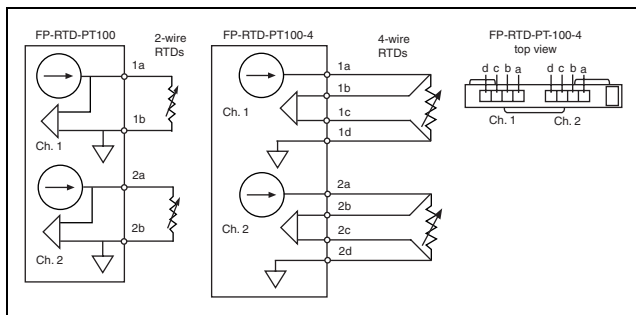 FP-RTD-PT100
2-wire
RTDs
1a
1b
Ch. 1
2a
2b
Ch. 2
FP-RTD-PT100-4
4-wire
RTDs
1a
1b
1c
1d
Ch. 1
2a
2b
2c
2d
Ch. 2
FP-RTD-PT-100-4
top view
d c b a d c b a
Ch. 1 Ch. 2